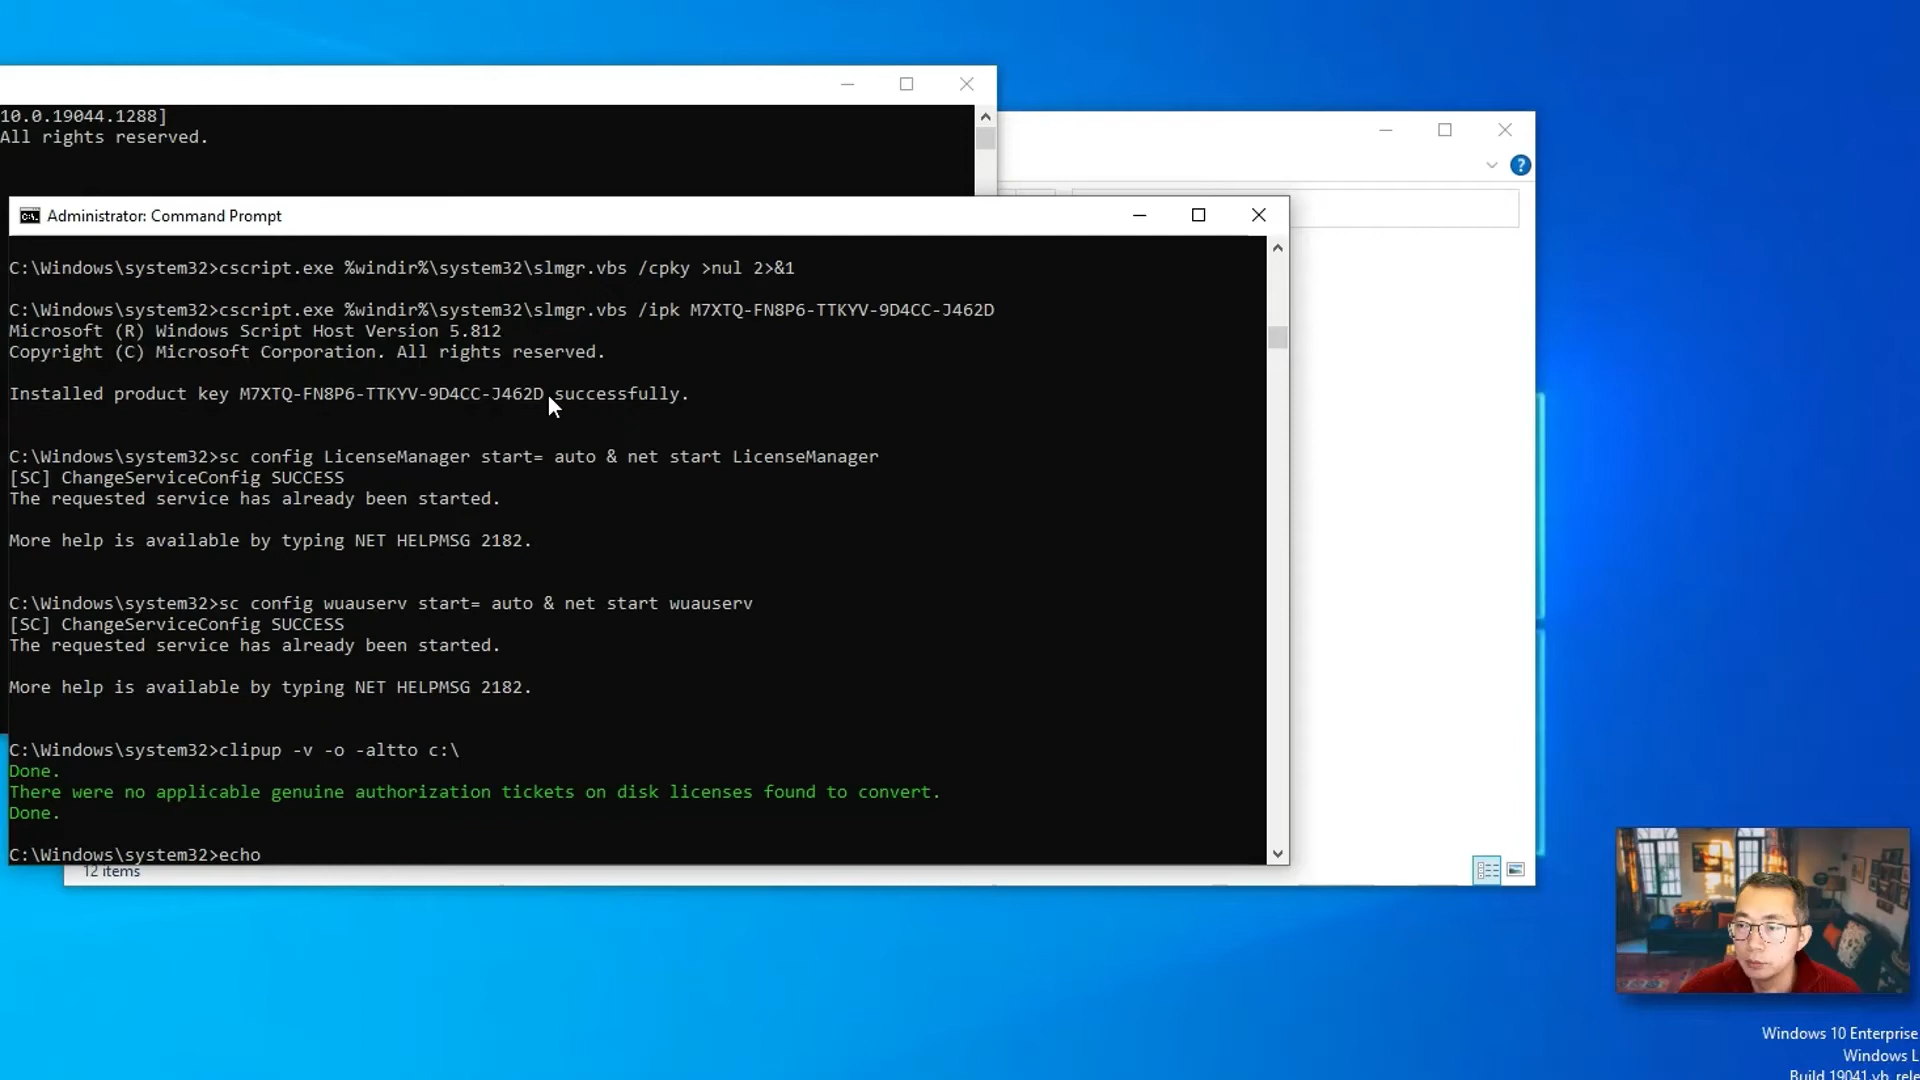 10.0.19044.1288]
All rights reserved.
Administrator: Command Prompt
C:\Windows\system32>cscript.exe %windir%\system32\slmgr.vbs /cpky >nul 2>&1
C:\Windows\system32>cscript.exe %windir%\system32\slmgr.vbs /ipk M7XTQ-FN8P6-TTKYV-9D4CC-J462D
Microsoft (R) Windows Script Host Version 5.812
Copyright (C) Microsoft Corporation. All rights reserved.
Installed product key M7XTQ-FN8P6-TTKYV-9D4CC-J462D successfully.
C:\Windows\system32>sc config LicenseManager start= auto & net start LicenseManager
[SC] ChangeServiceConfig SUCCESS
The requested service has already been started.
More help is available by typing NET HELPMSG 2182.
C:\Windows\system32>sc config wuauserv start= auto & net start wuauserv
[SC] ChangeServiceConfig SUCCESS
The requested service has already been started.
More help is available by typing NET HELPMSG 2182.
C:\Windows\system32>clipup -v -o -altto c:\
Done.
There were no applicable genuine authorization tickets on disk licenses found to convert.
Done.
C:\Windows\system32>echo
12 items
Windows 10 Enterprise
Windows L
Build 19041.vb_rele